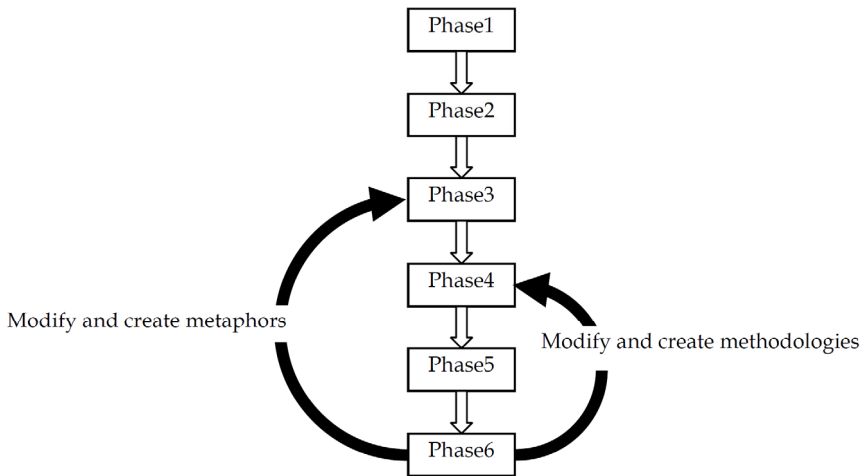 Phase1
Phase2
Phase3
Phase4
Modify and create metaphors
Modify and create methodologies
Phase5
Phase6